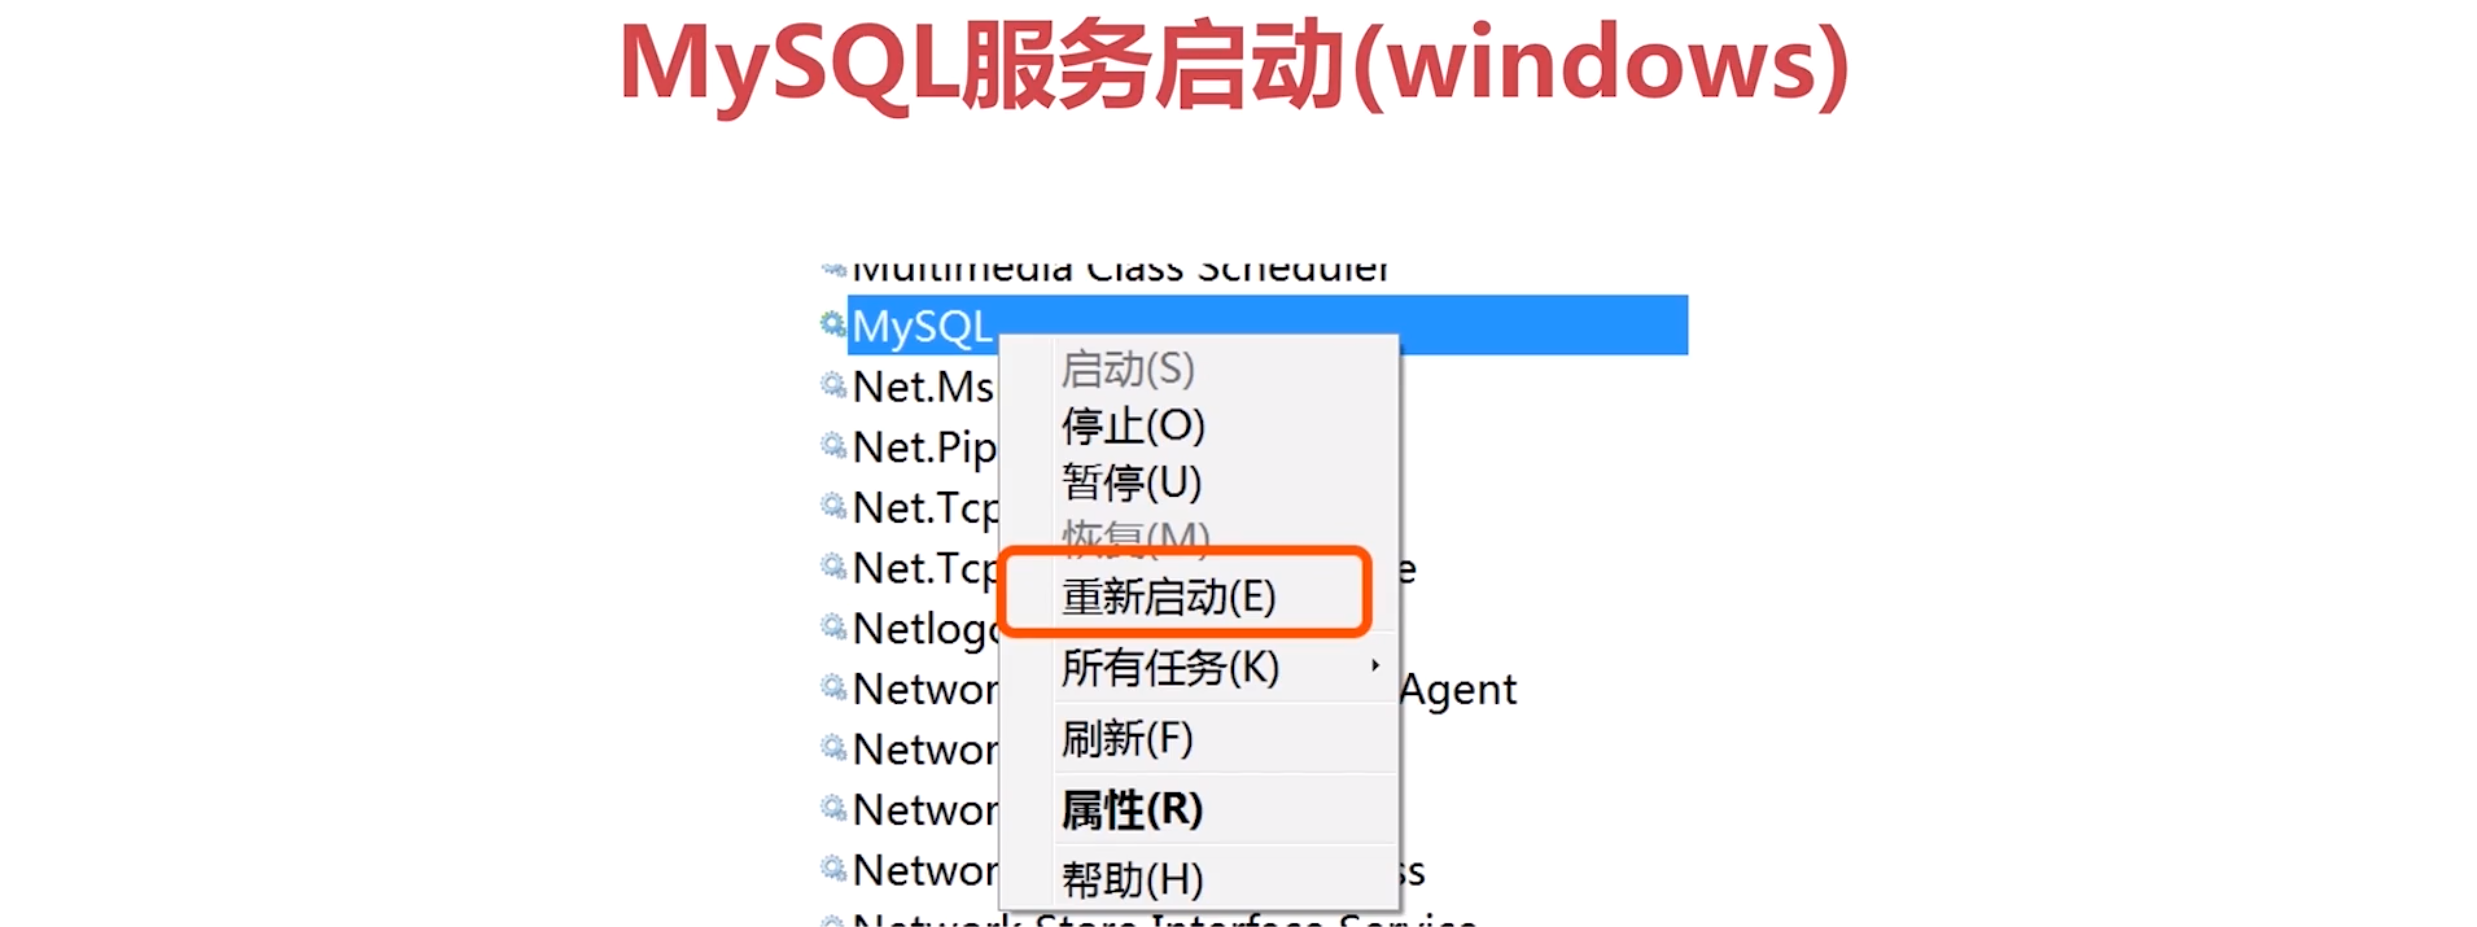 MySQL服务启动(windows)
Multimedia Class Scheduler
MySQL
启动(S)
Net.Ms
停止(O)
Net.Pip
暂停(U)
Net.Tcp
恢复(M)
Net.Tcp
e
重新启动(E)
Netlogo
所有任务(K)
Networ
Agent
刷新(F)
Networ
属性(R)
Networ
帮助(H)
Networ
ss
Network Store Interface Service